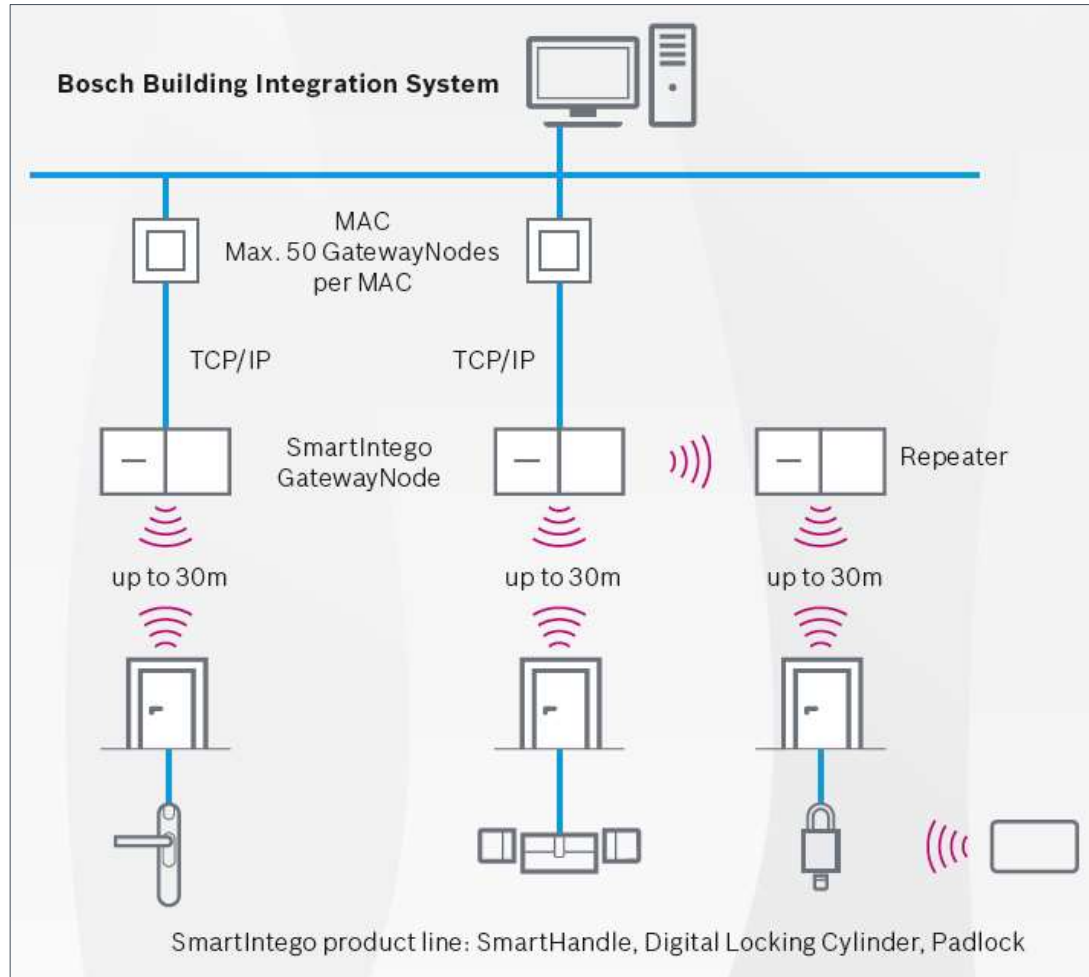 Bosch Building Integration System
MAC
Max. 50 GatewayNodes
per MAC
TCP/IP
TCP/IP
SmartIntego
GatewayNode
Repeater
up to 30m
up to 30m
up to 30m
SmartIntego product line: SmartHandle, Digital Locking Cylinder, Padlock